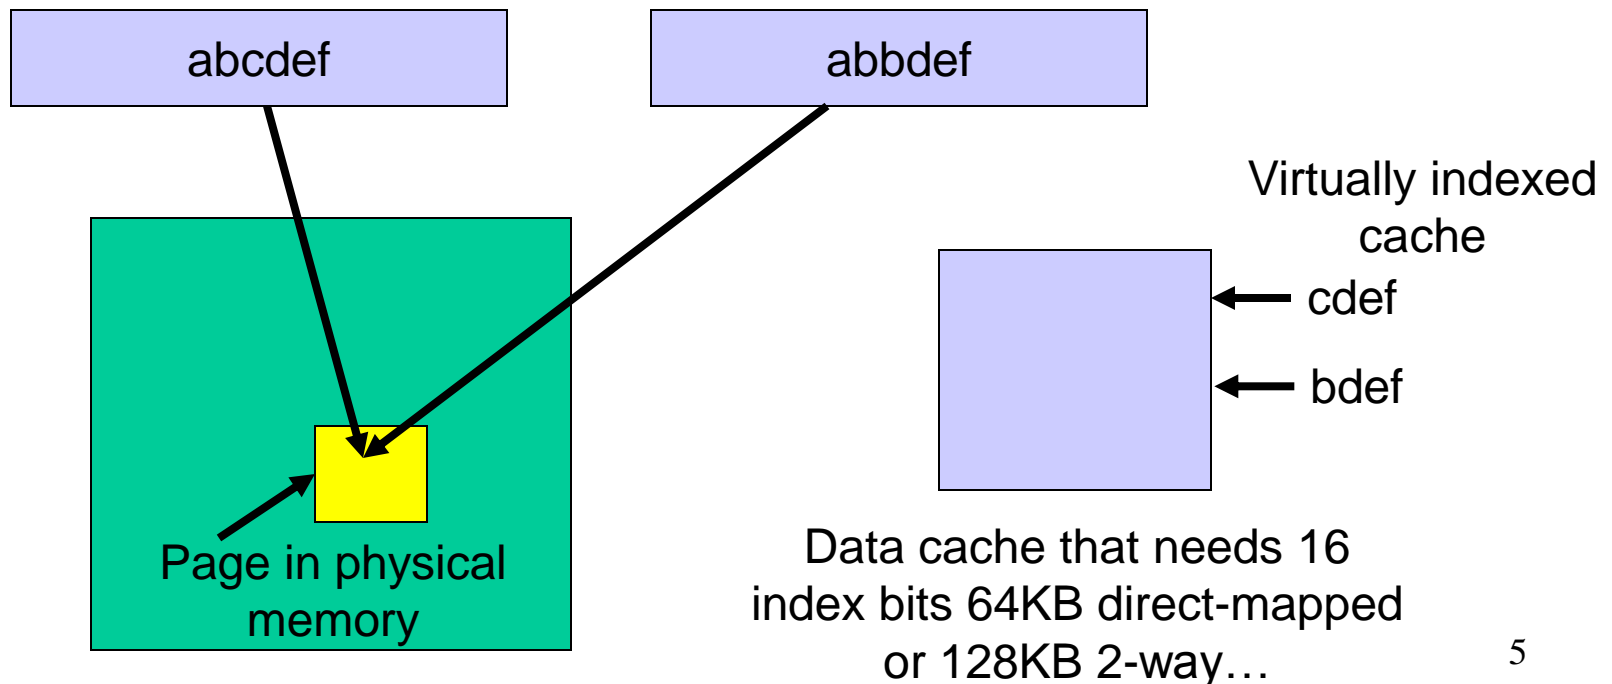 abcdef
abbdef
Virtually indexed
cache
cdef
bdef
Page in physical
memory
Data cache that needs 16
index bits 64KB direct-mapped
or 128KB 2-way…
5